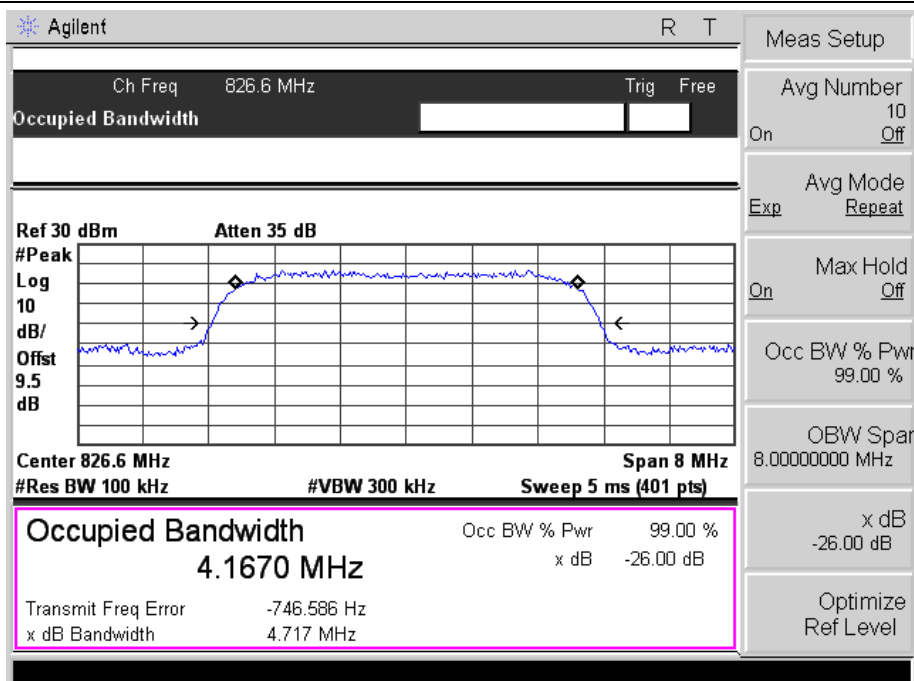 Agilent R T
Meas Setup
Ch Freq 826.6 MHz Trig Free
Occupied Bandwidth
Avg Number
10
On Off
Avg Mode
Exp Repeat
Max Hold
On Off
Occ BW % Pwr
99.00 %
OBW Span
8.00000000 MHz
x dB
-26.00 dB
Optimize
Ref Level
Ref 30 dBm Atten 35 dB
#Peak
Log
10
dB/
Offst
9.5
dB
Center 826.6 MHz Span 8 MHz
#Res BW 100 kHz #VBW 300 kHz Sweep 5 ms (401 pts)
Occupied Bandwidth
4.1670 MHz
Occ BW % Pwr 99.00 %
x dB -26.00 dB
Transmit Freq Error -746.586 Hz
x dB Bandwidth 4.717 MHz